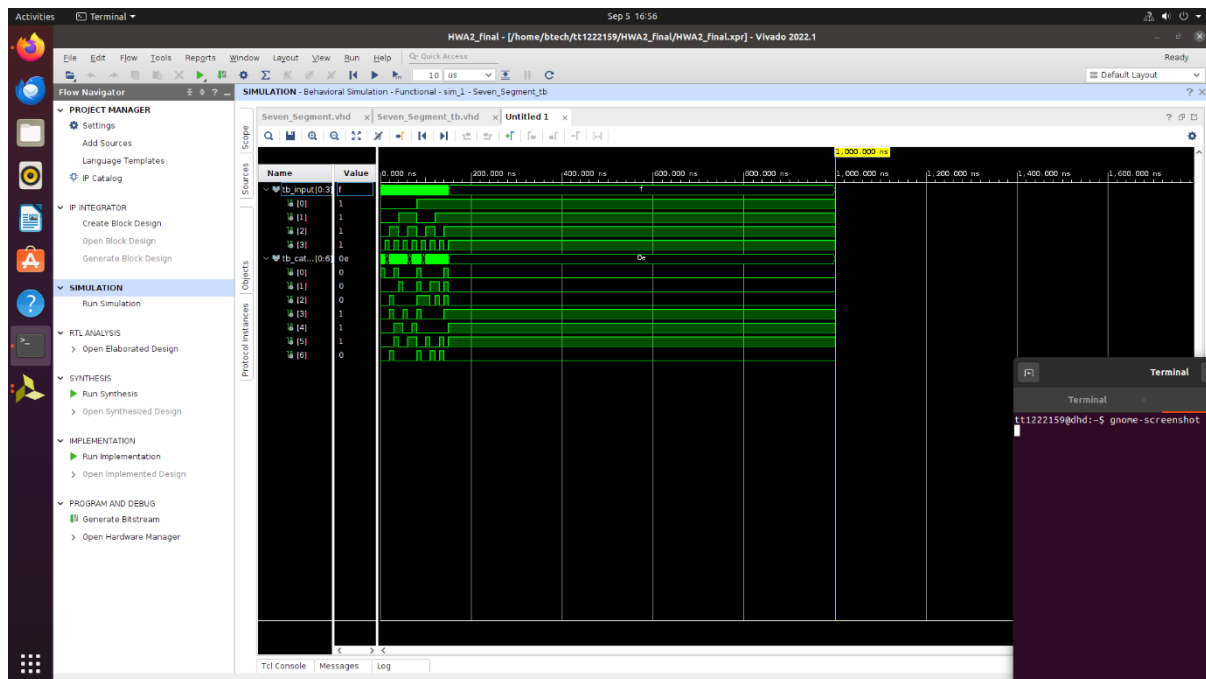 Activities Terminal Sep 5 16:56
HWA2_final - [/home/btech/tt1222159/HWA2_final/HWA2_final.xpr] - Vivado 2022.1
File Edit Flow Tools Reports Window Layout View Run Help Q- Quick Access Ready
10 us Default Layout
Flow Navigator SIMULATION - Behavioral Simulation - Functional - sim_1 - Seven_Segment_tb
PROJECT MANAGER
Settings
Add Sources
Language Templates
IP Catalog
IP INTEGRATOR
Create Block Design
Open Block Design
Generate Block Design
SIMULATION
Run Simulation
RTL ANALYSIS
Open Elaborated Design
SYNTHESIS
Run Synthesis
Open Synthesized Design
IMPLEMENTATION
Run Implementation
Open Implemented Design
PROGRAM AND DEBUG
Generate Bitstream
Open Hardware Manager
Scope
Sources
Objects
Protocol Instances
Seven_Segment.vhd Seven_Segment_tb.vhd Untitled 1
1,000.000 ns
Name Value 0.000 ns 200.000 ns 400.000 ns 600.000 ns 800.000 ns 1,000.000 ns 1,200.000 ns 1,400.000 ns 1,600.000 ns
tb_input[0:3] f f
[0] 1
[1] 1
[2] 1
[3] 1
tb_cat...[0:6] 0e 0e
[0] 0
[1] 0
[2] 0
[3] 1
[4] 1
[5] 1
[6] 0
Tcl Console Messages Log
Terminal
Terminal
tt1222159@dhd:~$ gnome-screenshot